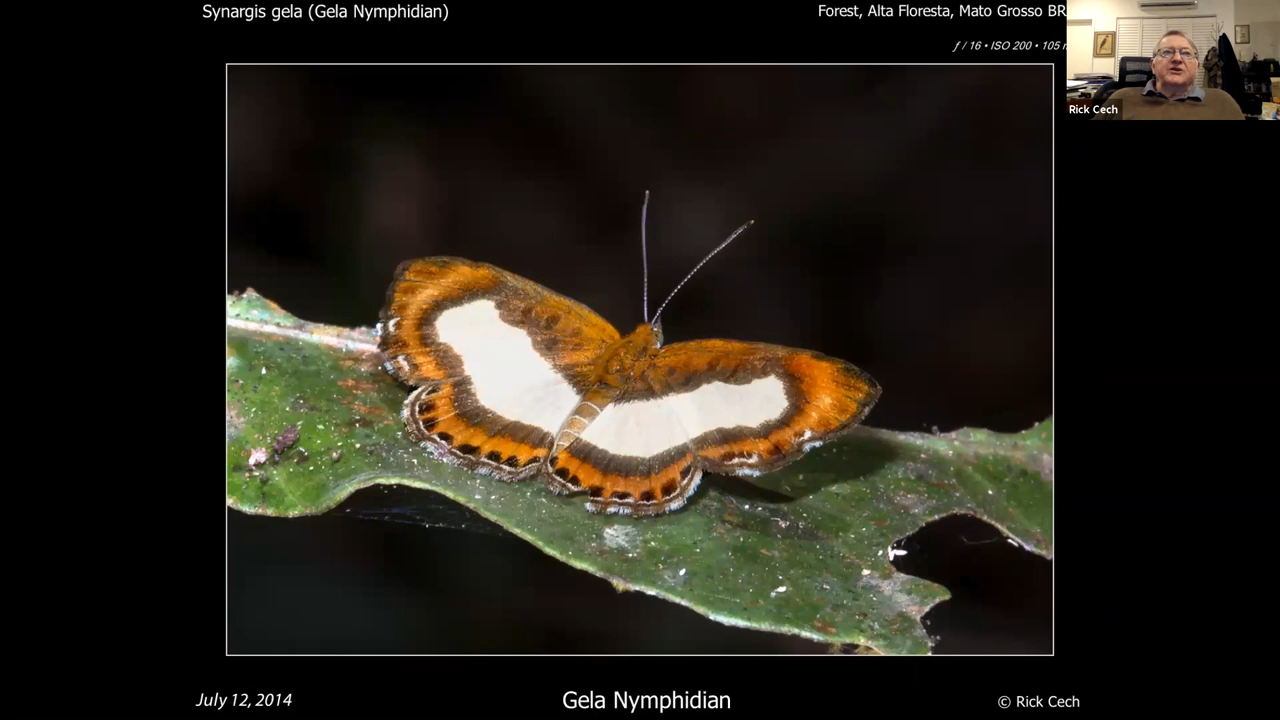 Synargis gela (Gela Nymphidian)
Forest, Alta Floresta, Mato Grosso BR
ƒ / 16 • ISO 200 • 105
Rick Cech
July 12, 2014
Gela Nymphidian
© Rick Cech